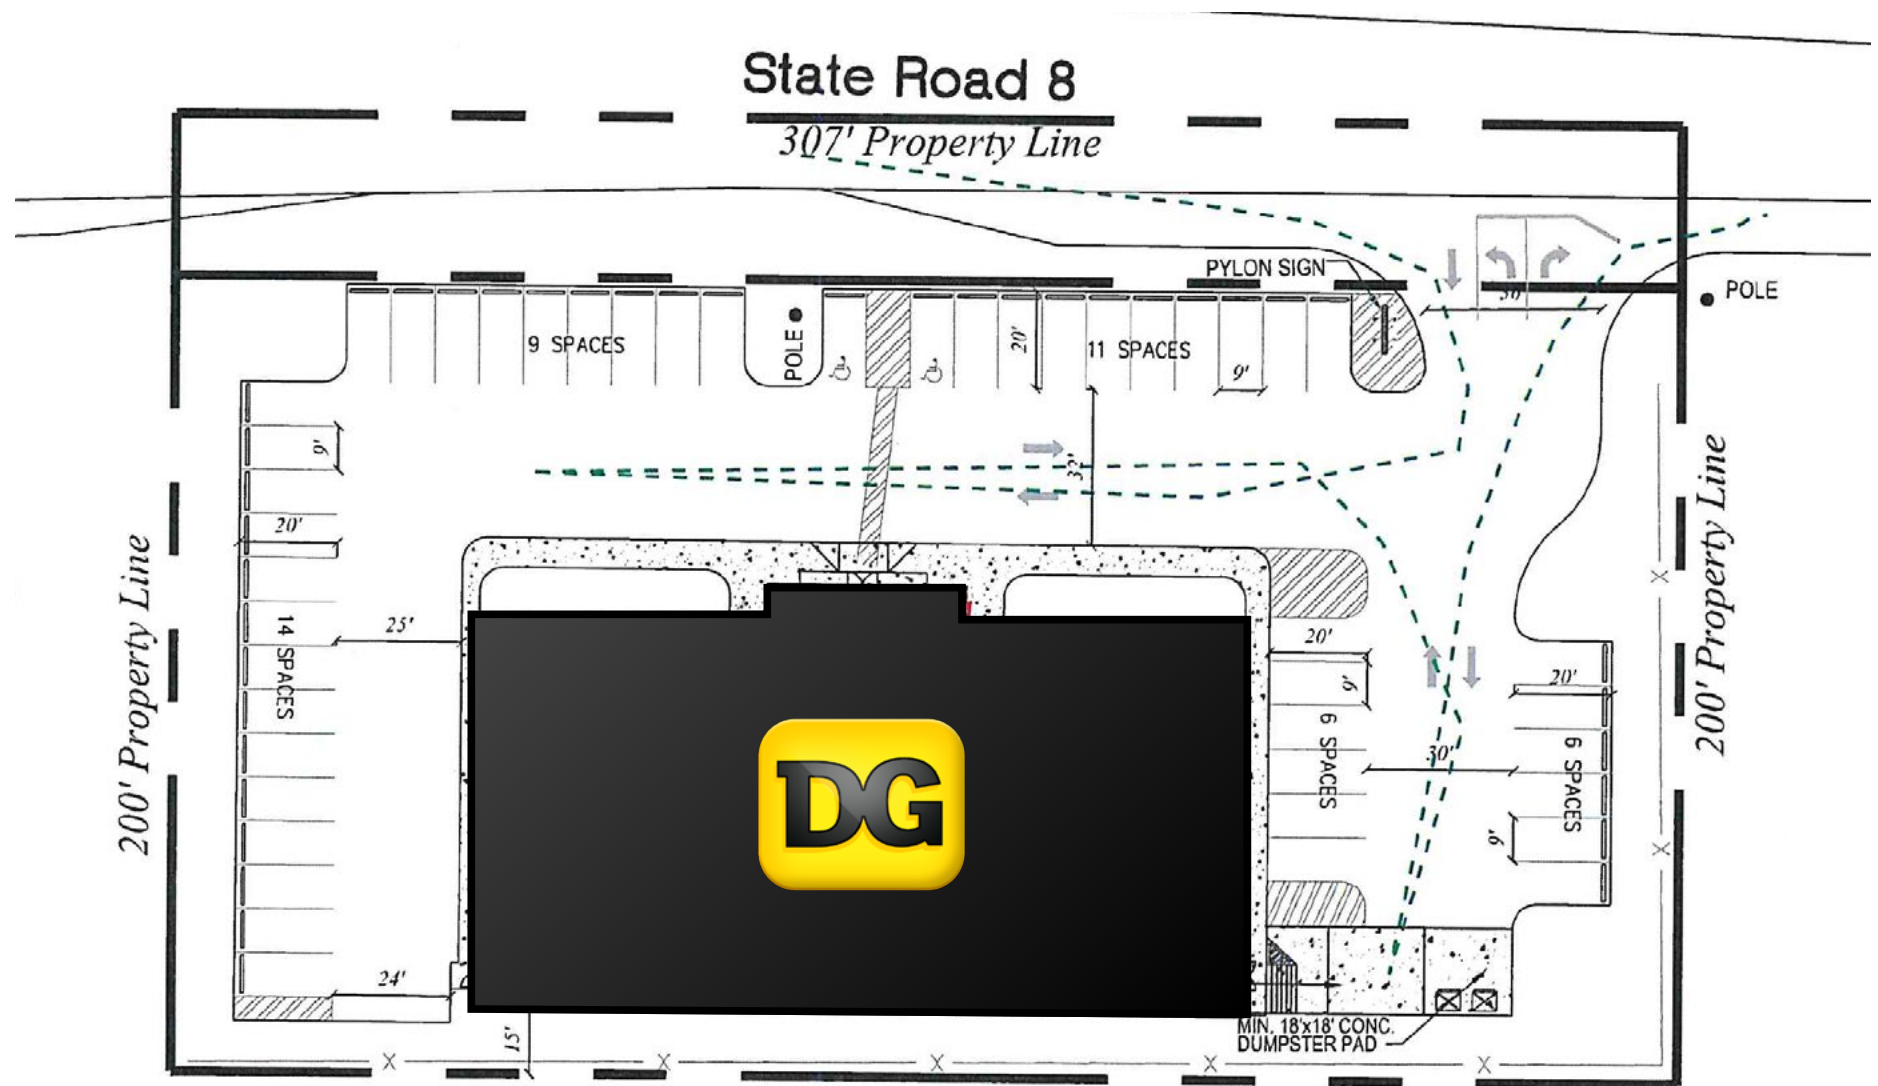 State Road 8
307' Property Line
PYLON SIGN
36'
POLE
9 SPACES
POLE
20'
11 SPACES
9'
9'
32'
20'
200' Property Line
200' Property Line
14 SPACES
25'
20'
9'
20'
6 SPACES
30'
6 SPACES
9'
DG
24'
15'
MIN. 18'x18' CONC.
DUMPSTER PAD
X
X
X
X
X
X
X